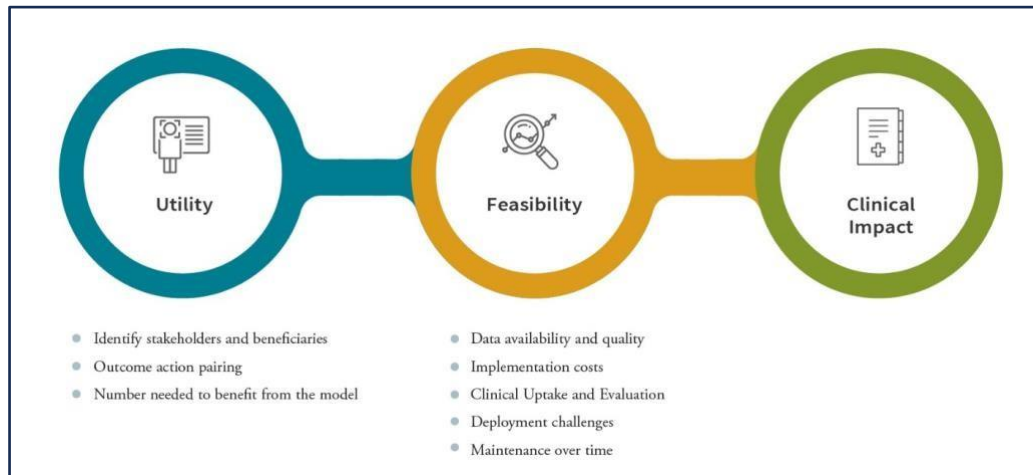 Utility
Feasibility
Clinical
Impact
Identify stakeholders and beneficiaries
Outcome action pairing
Number needed to benefit from the model
Data availability and quality
Implementation costs
Clinical Uptake and Evaluation
Deployment challenges
Maintenance over time